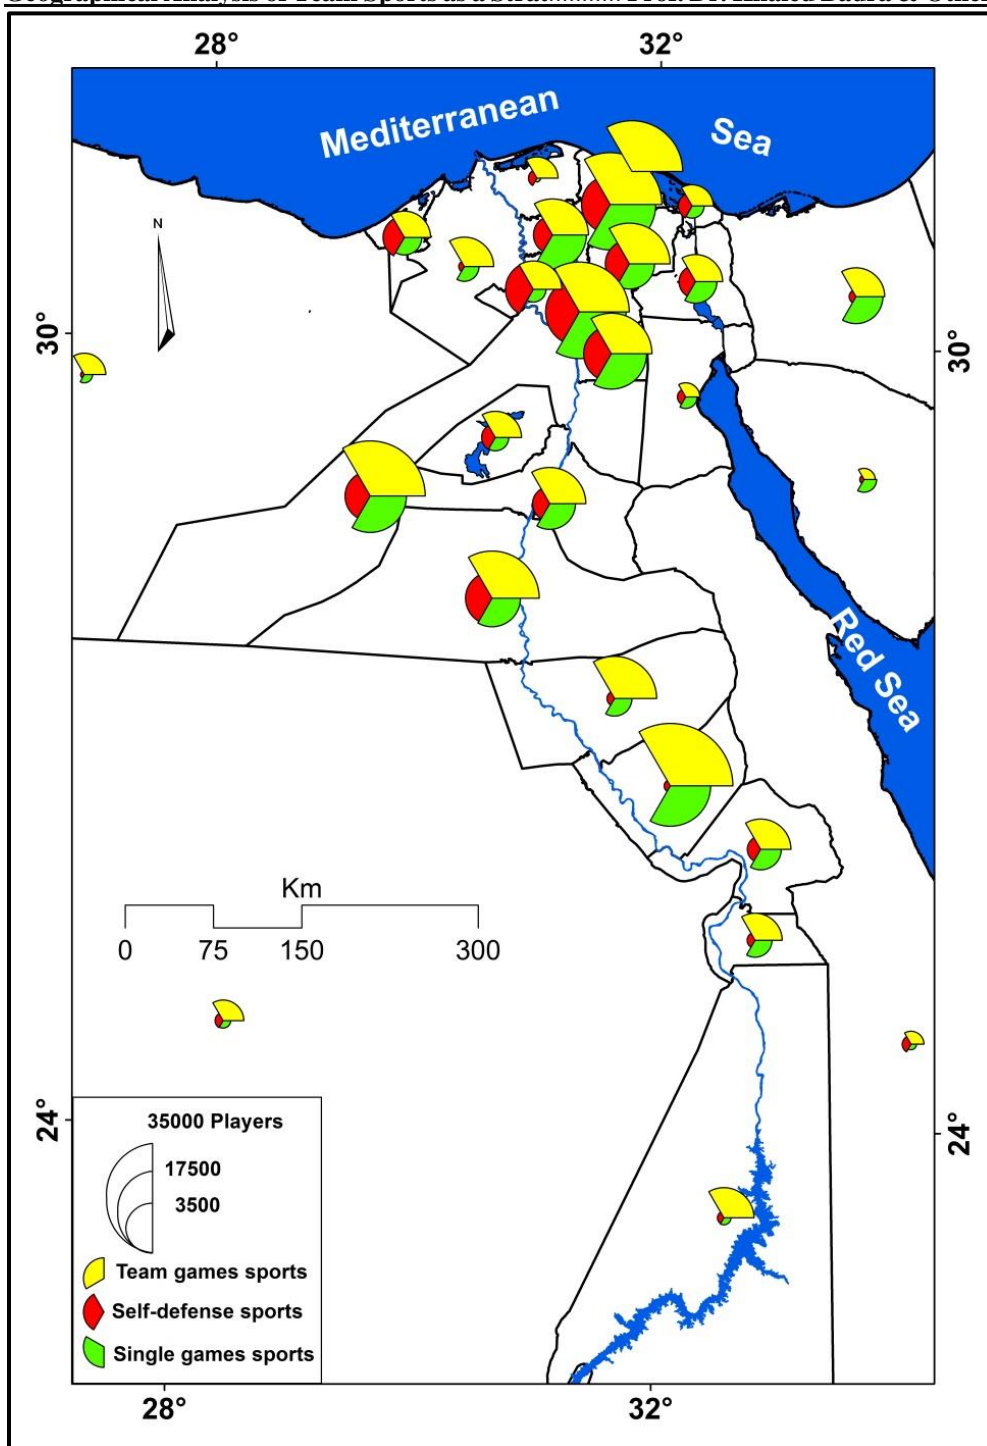 Geographical Analysis of Team Sports as a Strat.......... Prof. Dr. Khaled
28° 32°
Mediterranean Sea
N
30° 30°
Red Sea
Km
0 75 150 300
24° 24°
35000 Players
17500
3500
Team games sports
Self-defense sports
Single games sports
28° 32°